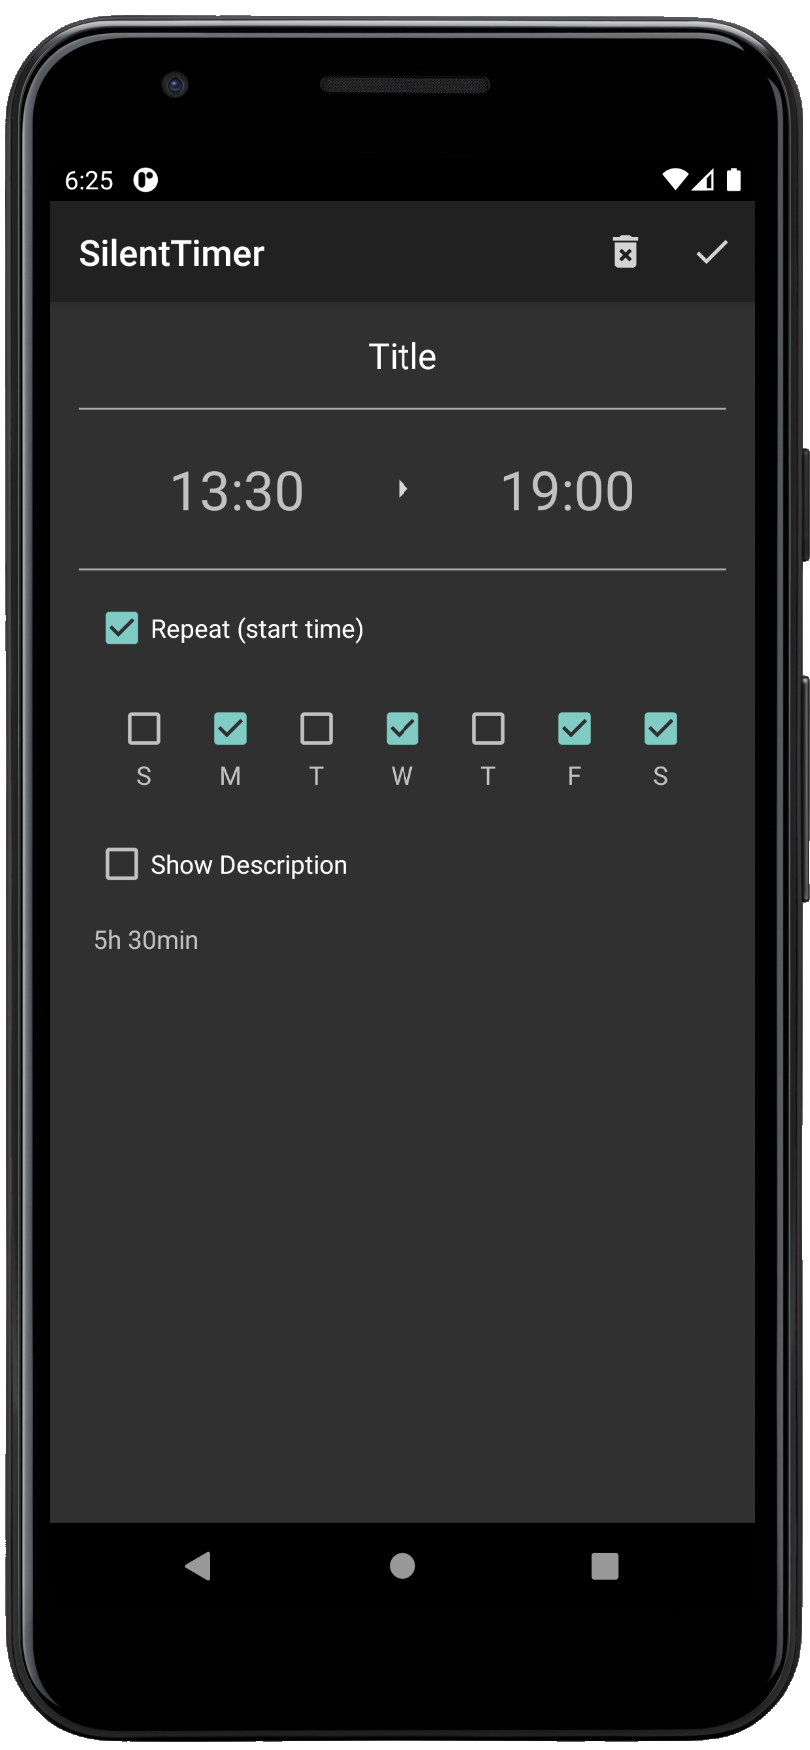 6:25
SilentTimer
Title
13:30 19:00
Repeat (start time)
S M T W T F S
Show Description
5h 30min